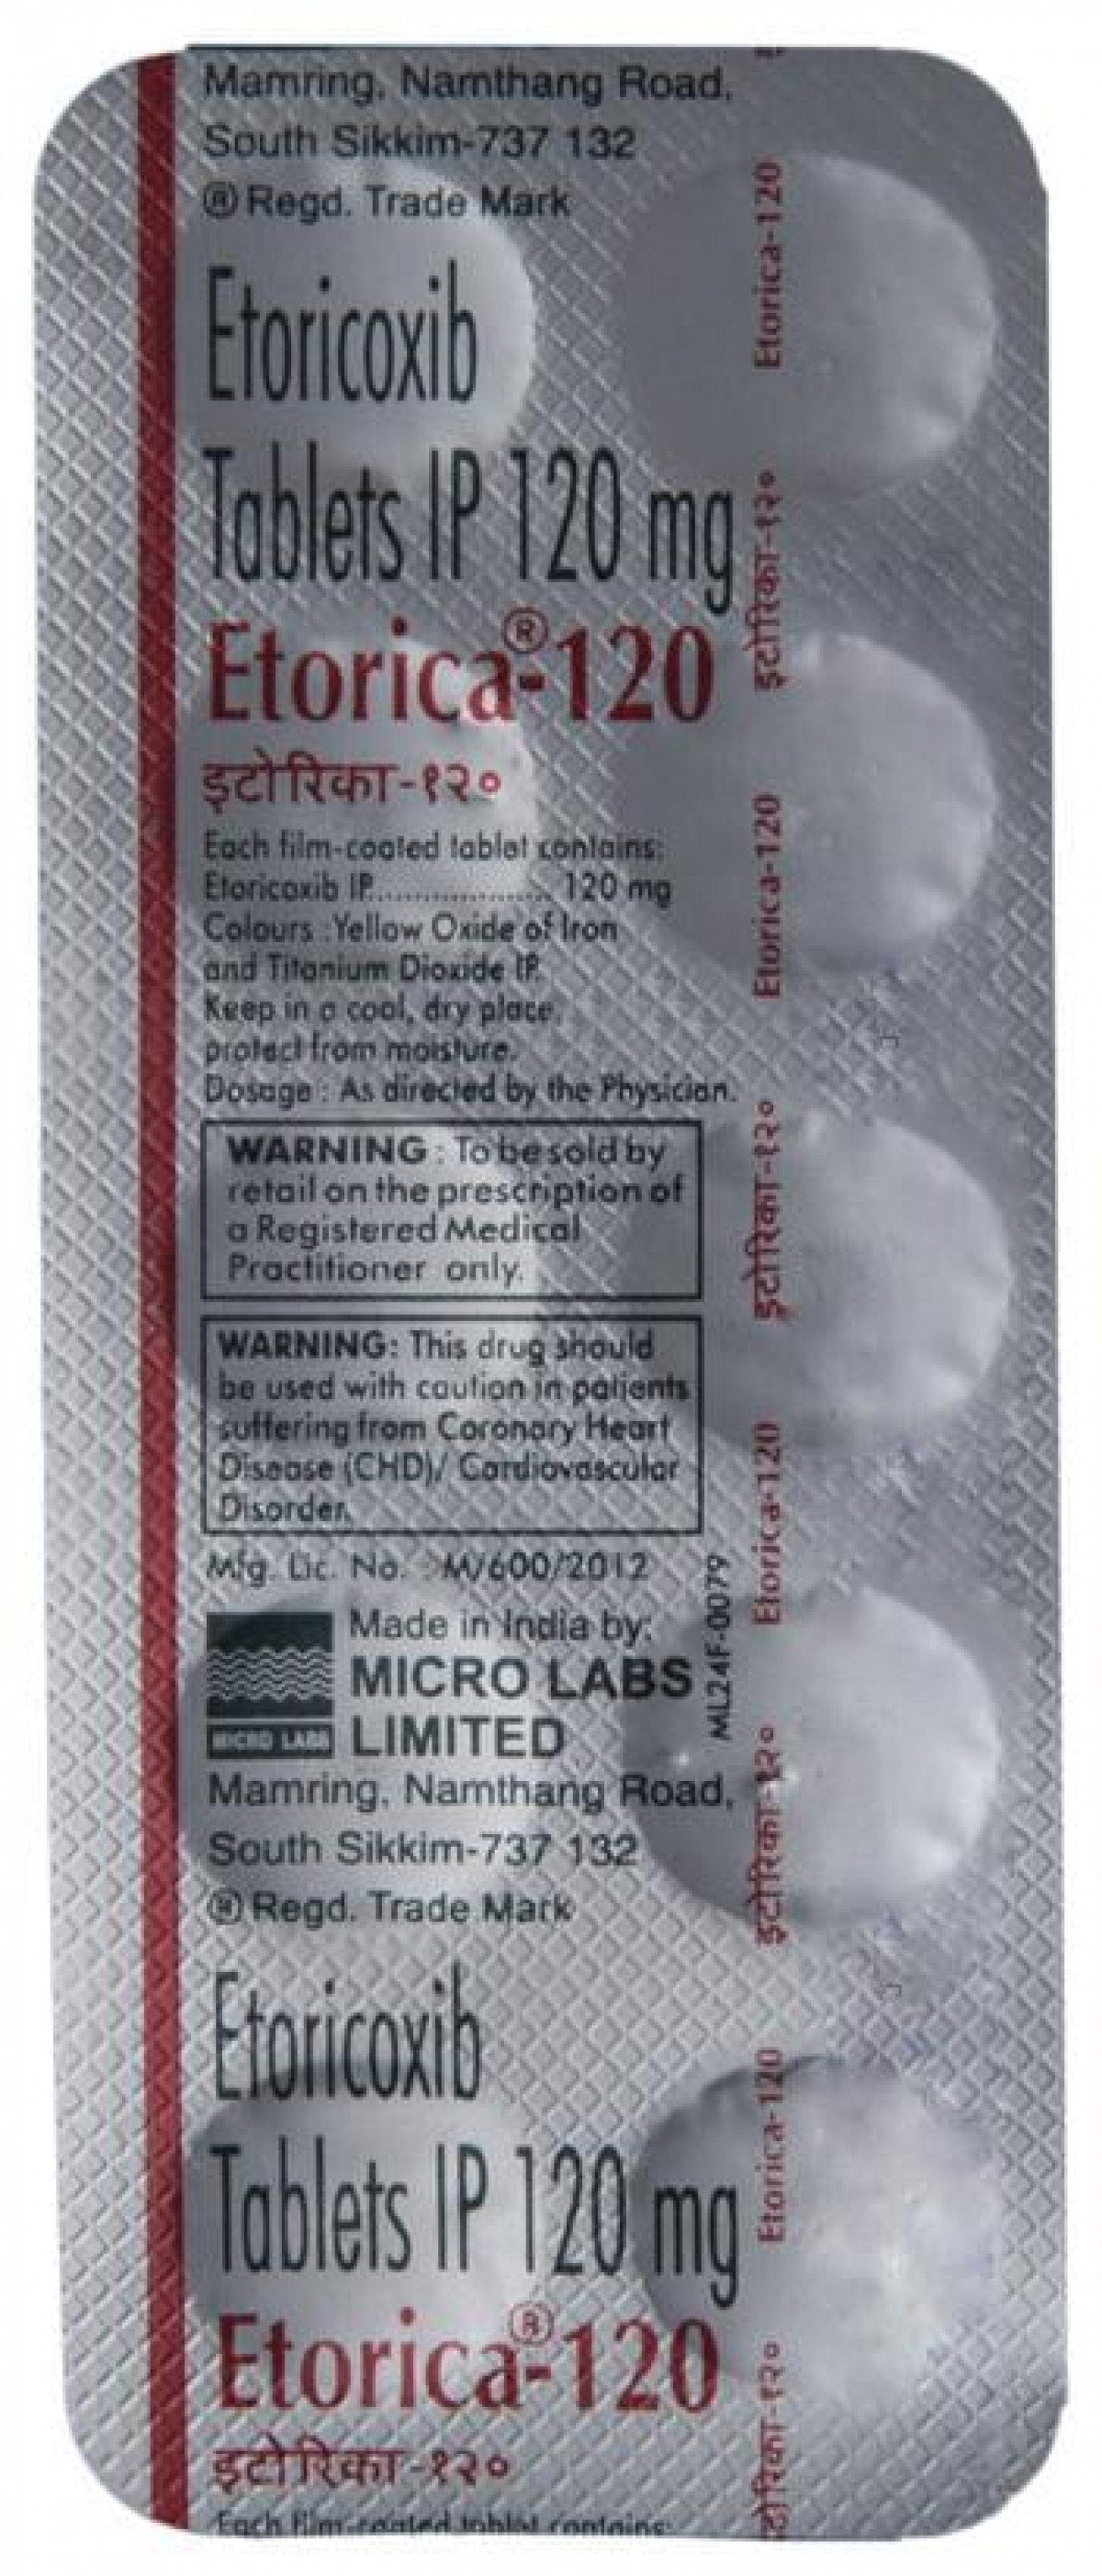 Mamring, Namthang Road,
South Sikkim-737 132
® Regd. Trade Mark
Etoricoxib
Tablets IP 120 mg
Etorica®-120
इटोरिका-१२०
Each film-coated tablet contains:
Etoricoxib IP................... 120 mg
Colours : Yellow Oxide of Iron
and Titanium Dioxide IP.
Keep in a cool, dry place,
protect from moisture.
Dosage : As directed by the Physician.
WARNING : To be sold by
retail on the prescription of
a Registered Medical
Practitioner only.
WARNING: This drug should
be used with caution in patients
suffering from Coronary Heart
Disease (CHD)/ Cardiovascular
Disorder.
Mfg. Lic. No. : M/600/2012
Made in India by:
MICRO LABS
LIMITED
MICRO LABS
Mamring, Namthang Road,
South Sikkim-737 132
® Regd. Trade Mark
Etoricoxib
Tablets IP 120 mg
Etorica®-120
इटोरिका-१२०
Each film-coated tablet contains:
ML24F-0079
Etorica-120
इटोरिका-१२०
Etorica-120
इटोरिका-१२०
Etorica-120
इटोरिका-१२०
Etorica-120
टोरिका-१२०